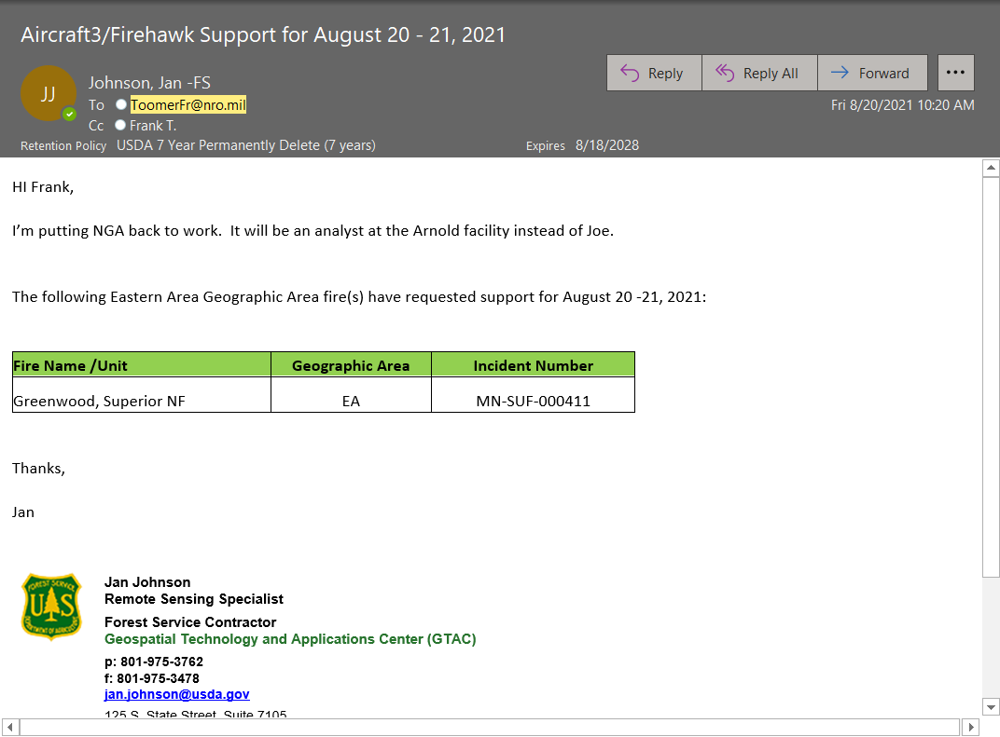 Aircraft3/Firehawk Support for August 20 - 21, 2021
Reply
Reply All
Forward
JJ
Johnson, Jan -FS
To ToomerFr@nro.mil
Fri 8/20/2021 10:20 AM
Cc Frank T.
Retention Policy USDA 7 Year Permanently Delete (7 years)
Expires 8/18/2028
HI Frank,
I'm putting NGA back to work. It will be an analyst at the Arnold facility instead of Joe.
The following Eastern Area Geographic Area fire(s) have requested support for August 20 -21, 2021:
Fire Name /Unit Geographic Area Incident Number
Greenwood, Superior NF EA MN-SUF-000411
Thanks,
Jan
FOREST SERVICE
UAS
DEPARTMENT OF AGRICULTURE
Jan Johnson
Remote Sensing Specialist
Forest Service Contractor
Geospatial Technology and Applications Center (GTAC)
p: 801-975-3762
f: 801-975-3478
jan.johnson@usda.gov
125 S. State Street, Suite 7105